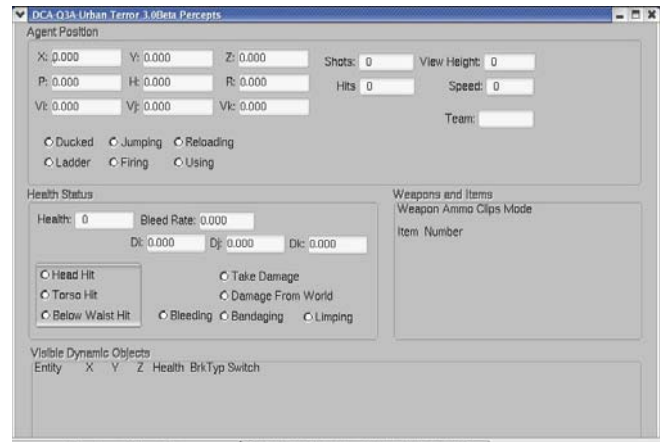 DCA-Q3A-Urban Terror 3.0Beta Percepts
Agent Position
X: 0.000 Y: 0.000 Z: 0.000 Shots: 0 View Height: 0
P: 0.000 H: 0.000 R: 0.000 Hits 0 Speed: 0
Vi: 0.000 Vj: 0.000 Vk: 0.000
Team:
Ducked Jumping Reloading
Ladder Firing Using
Health Status
Health: 0 Bleed Rate: 0.000
Di: 0.000 Dj: 0.000 Dk: 0.000
Head Hit Take Damage
Torso Hit Damage From World
Below Waist Hit Bleeding Bandaging Limping
Weapons and Items
Weapon Ammo Clips Mode
Item Number
Visible Dynamic Objects
Entity X Y Z Health BrkTyp Switch